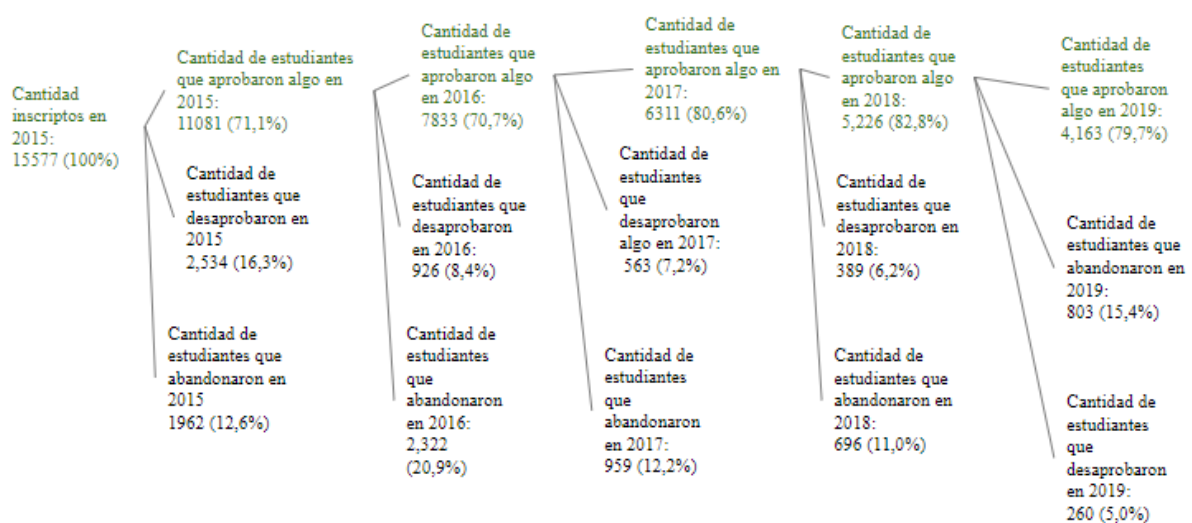 Cantidad
inscriptos en
2015:
15577 (100%)
Cantidad de estudiantes
que aprobaron algo en
2015:
11081 (71,1%)
Cantidad de
estudiantes que
desaprobaron en
2015
2,534 (16,3%)
Cantidad de
estudiantes que
abandonaron en
2015
1962 (12,6%)
Cantidad de
estudiantes que
aprobaron algo
en 2016:
7833 (70,7%)
Cantidad de
estudiantes que
desaprobaron
en 2016:
926 (8,4%)
Cantidad de
estudiantes
que
abandonaron
en 2016:
2,322
(20,9%)
Cantidad de
estudiantes que
aprobaron algo en
2017:
6311 (80,6%)
Cantidad de
estudiantes
que
desaprobaron
algo en 2017:
563 (7,2%)
Cantidad de
estudiantes
que
abandonaron
en 2017:
959 (12,2%)
Cantidad de
estudiantes que
aprobaron algo
en 2018:
5,226 (82,8%)
Cantidad de
estudiantes que
desaprobaron en
2018:
389 (6,2%)
Cantidad de
estudiantes que
abandonaron en
2018:
696 (11,0%)
Cantidad de
estudiantes
que aprobaron
algo en 2019:
4,163 (79,7%)
Cantidad de
estudiantes que
abandonaron en
2019:
803 (15,4%)
Cantidad de
estudiantes
que
desaprobaron
en 2019:
260 (5,0%)